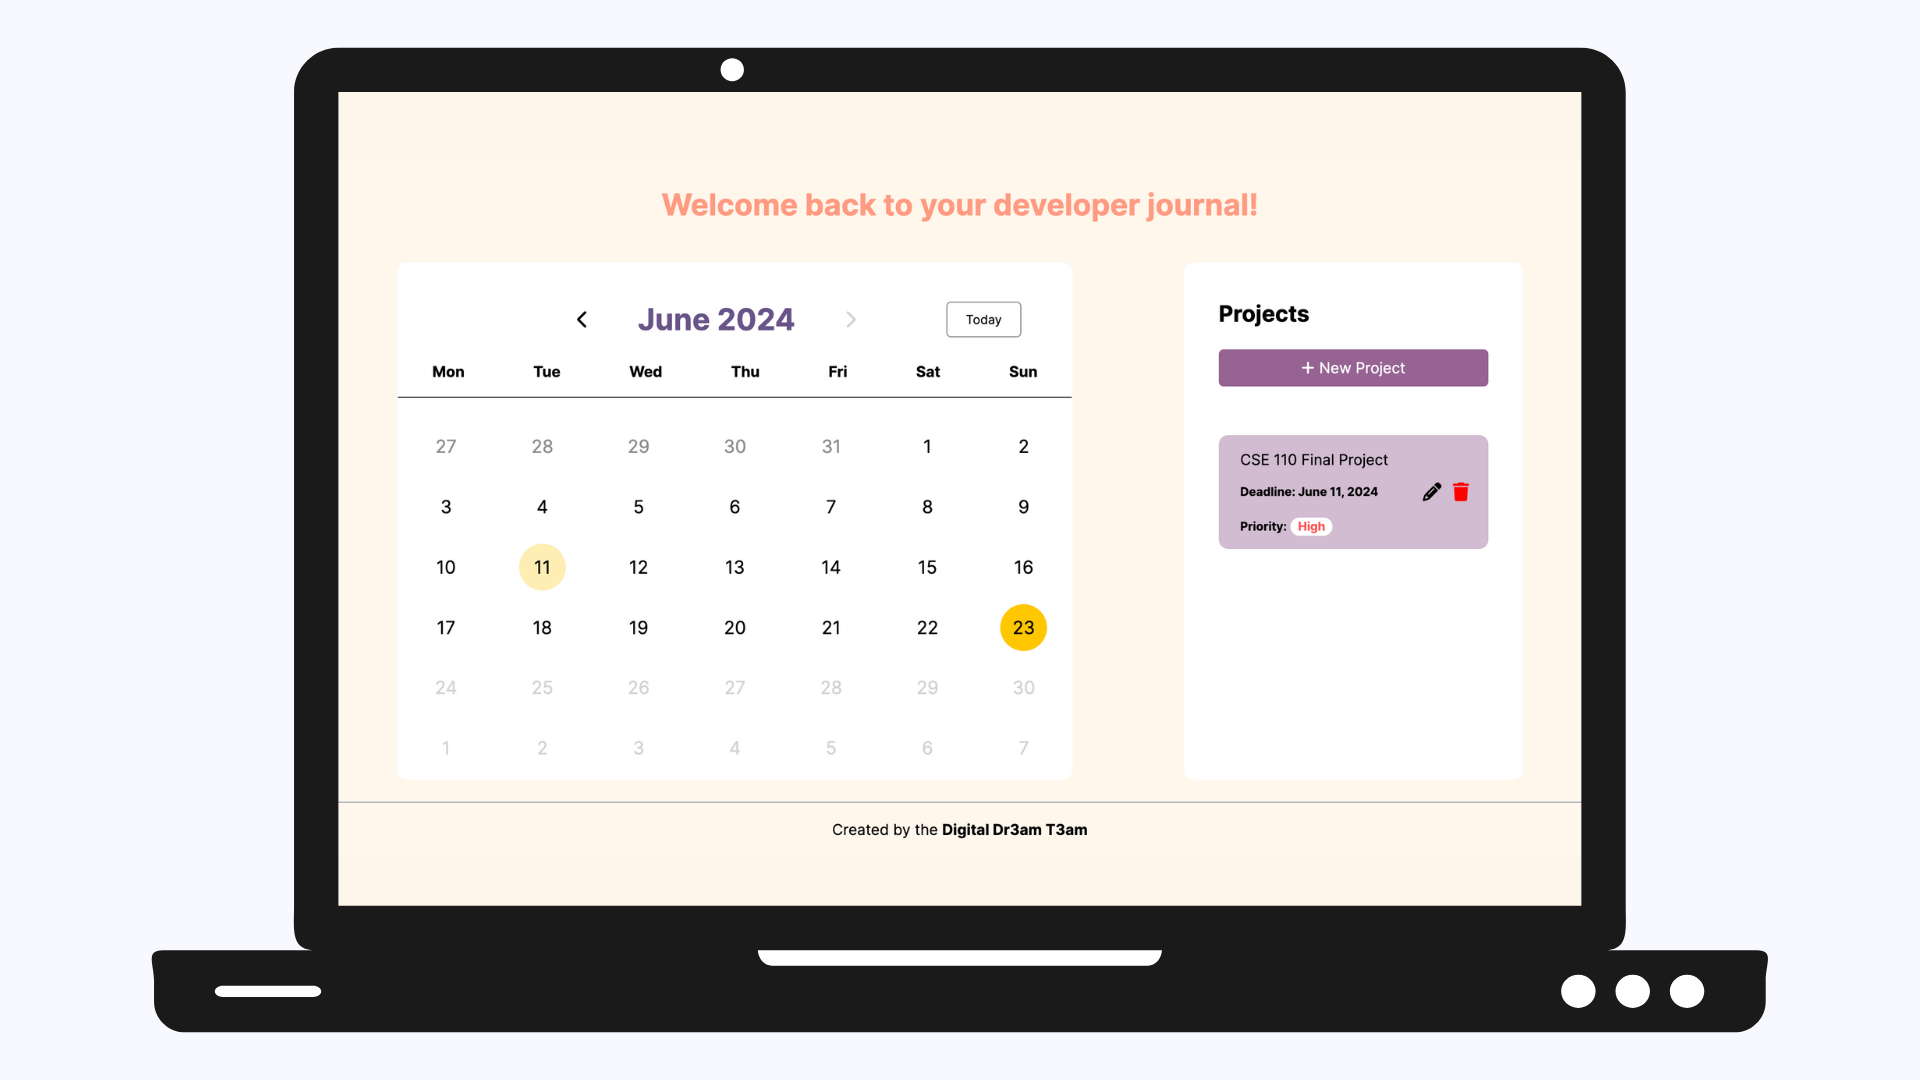 Welcome back to your developer journal!
June 2024
Today
Mon Tue Wed Thu Fri Sat Sun
27 28 29 30 31 1 2
3 4 5 6 7 8 9
10 11 12 13 14 15 16
17 18 19 20 21 22 23
24 25 26 27 28 29 30
1 2 3 4 5 6 7
Projects
+ New Project
CSE 110 Final Project
Deadline: June 11, 2024
Priority: High
Created by the Digital Dr3am T3am